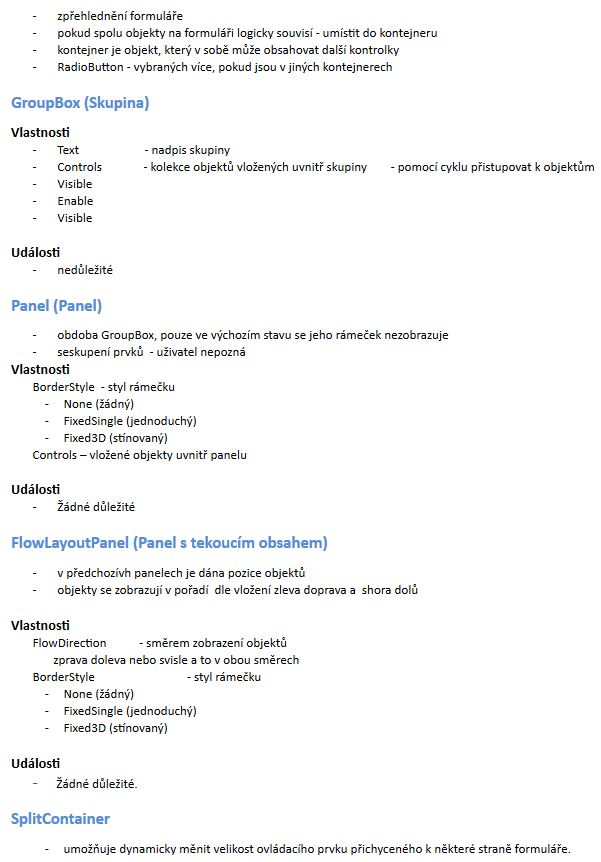 - zpřehlednění formuláře
- pokud spolu objekty na formuláři logicky souvisí - umístit do kontejneru
- kontejner je objekt, který v sobě může obsahovat další kontrolky
- RadioButton - vybraných více, pokud jsou v jiných kontejnerech
GroupBox (Skupina)
Vlastnosti
- Text - nadpis skupiny
- Controls - kolekce objektů vložených uvnitř skupiny - pomocí cyklu přistupovat k objektům
- Visible
- Enable
- Visible
Události
- nedůležité
Panel (Panel)
- obdoba GroupBox, pouze ve výchozím stavu se jeho rámeček nezobrazuje
- seskupení prvků - uživatel nepozná
Vlastnosti
BorderStyle - styl rámečku
- None (žádný)
- FixedSingle (jednoduchý)
- Fixed3D (stínovaný)
Controls – vložené objekty uvnitř panelu
Události
- Žádné důležité
FlowLayoutPanel (Panel s tekoucím obsahem)
- v předchozívh panelech je dána pozice objektů
- objekty se zobrazují v pořadí dle vložení zleva doprava a shora dolů
Vlastnosti
FlowDirection - směrem zobrazení objektů
zprava doleva nebo svisle a to v obou směrech
BorderStyle - styl rámečku
- None (žádný)
- FixedSingle (jednoduchý)
- Fixed3D (stínovaný)
Události
- Žádné důležité.
SplitContainer
- umožňuje dynamicky měnit velikost ovládacího prvku přichyceného k některé straně formuláře.